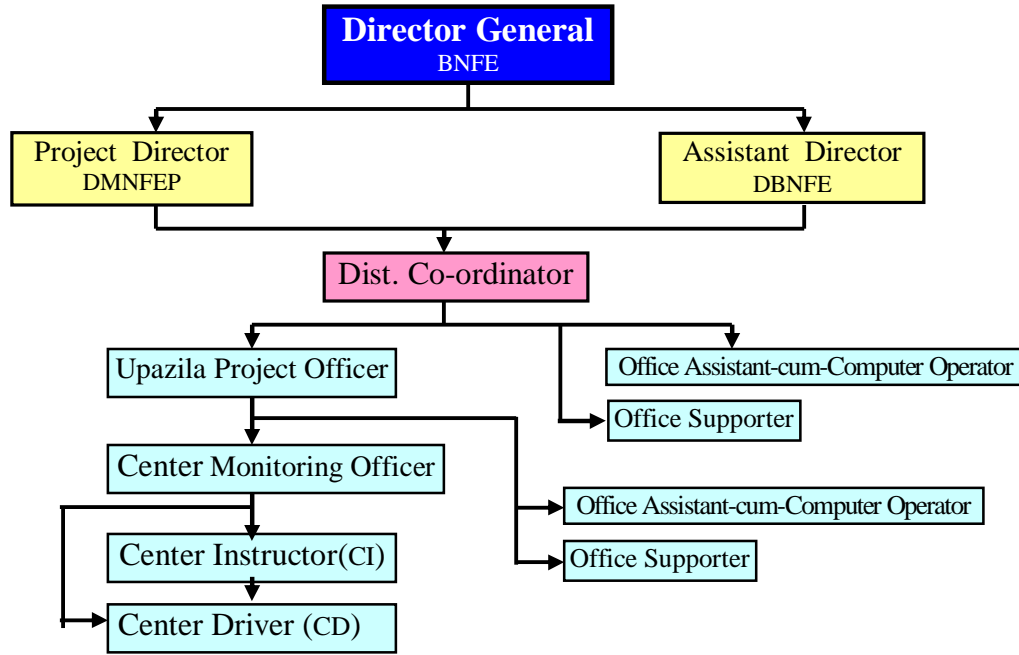 Director General
BNFE
Project Director
DMNFEP
Assistant Director
DBNFE
Dist. Co-ordinator
Upazila Project Officer
Office Assistant-cum-Computer Operator
Office Supporter
Center Monitoring Officer
Office Assistant-cum-Computer Operator
Center Instructor(CI)
Office Supporter
Center Driver (CD)